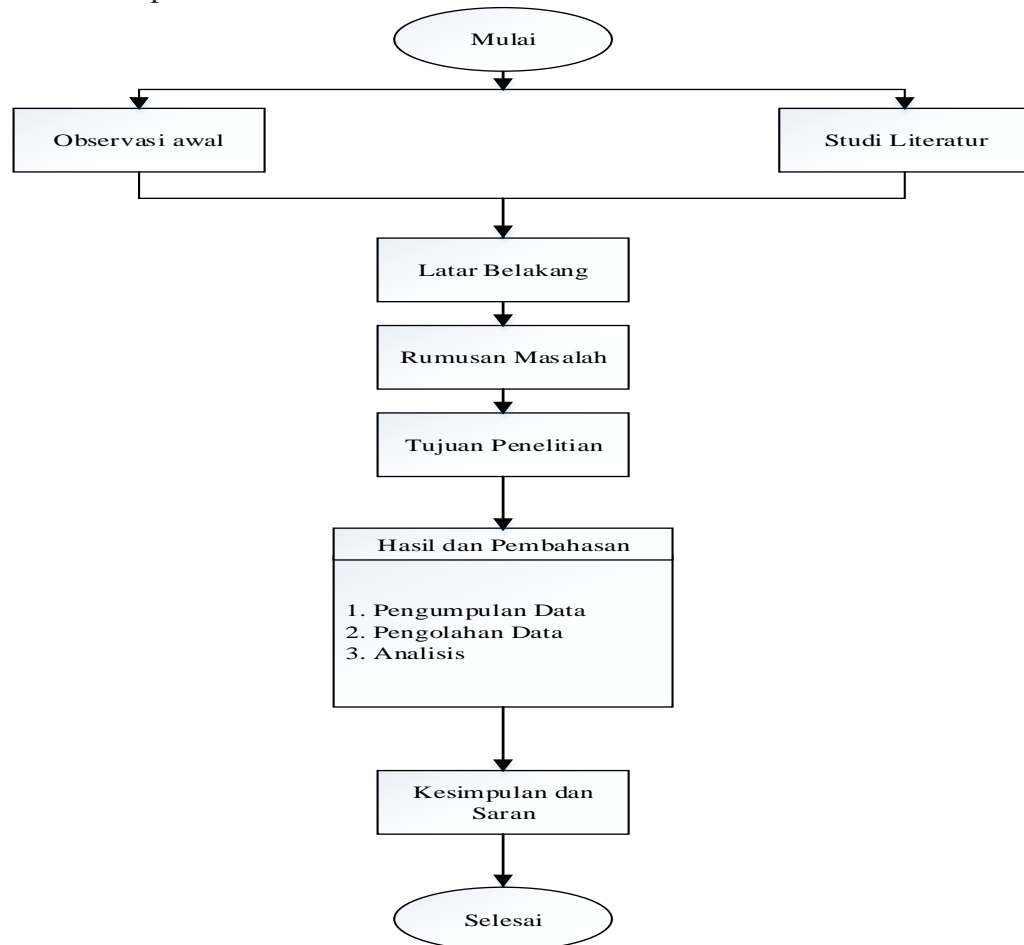 Mulai
Observasi awal
Studi Literatur
Latar Belakang
Rumusan Masalah
Tujuan Penelitian
Hasil dan Pembahasan
1. Pengumpulan Data
2. Pengolahan Data
3. Analisis
Kesimpulan dan
Saran
Selesai